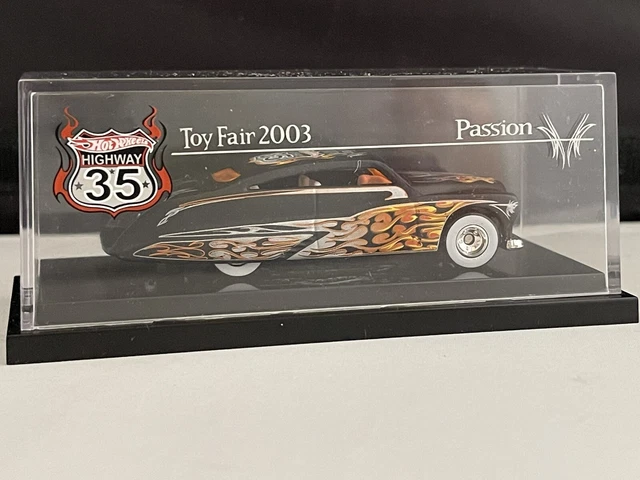 Hot Wheels
HIGHWAY
35
Toy Fair 2003
Passion